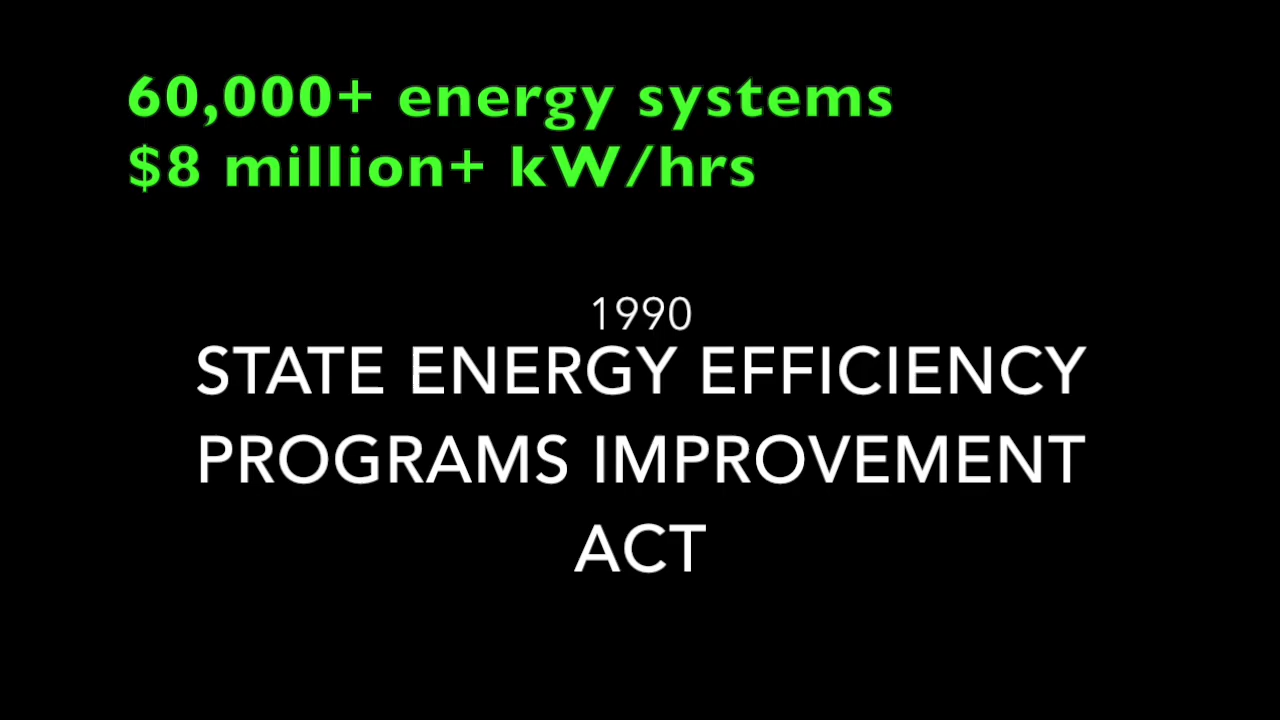 60,000+ energy systems
$8 million+ kW/hrs
1990
STATE ENERGY EFFICIENCY
PROGRAMS IMPROVEMENT
ACT